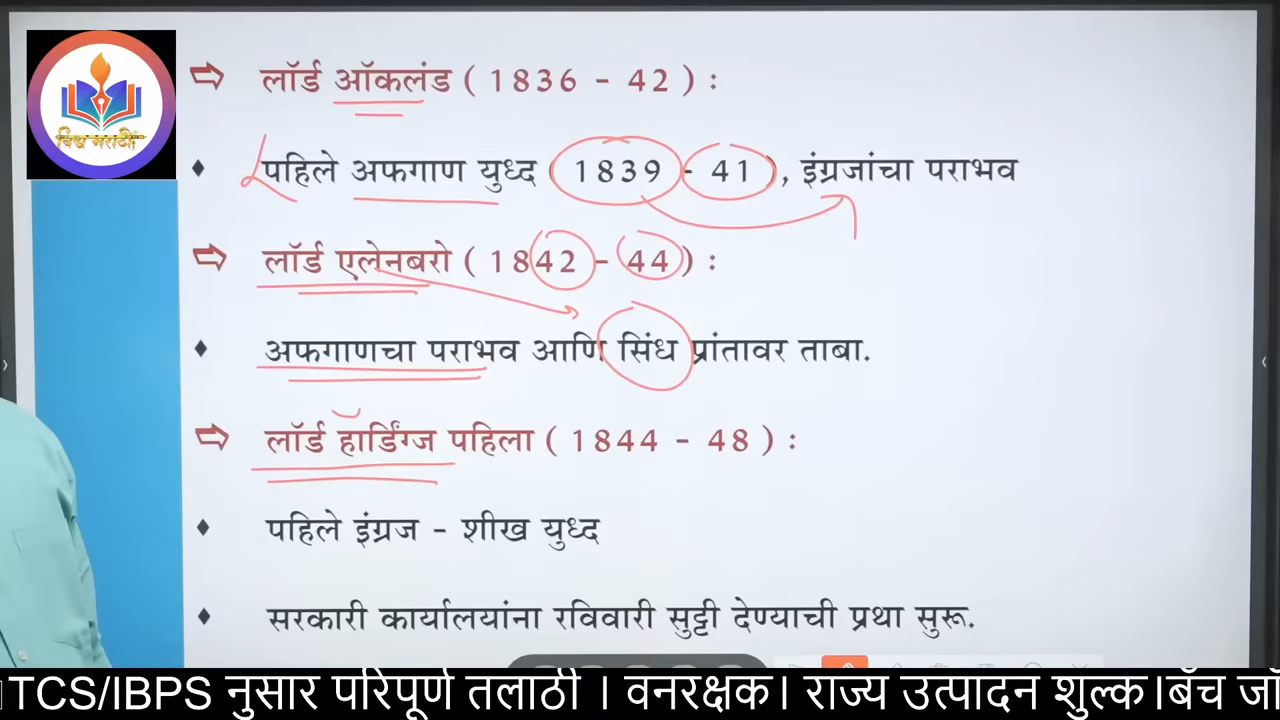 लॉर्ड ऑकलंड ( 1836 - 42 ) :
पहिले अफगाण युध्द ( 1839 - 41 ), इंग्रजांचा पराभव
लॉर्ड एलेनबरो ( 1842 - 44 ) :
अफगाणचा पराभव आणि सिंध प्रांतावर ताबा.
लॉर्ड हार्डिंग्ज पहिला ( 1844 - 48 ) :
पहिले इंग्रज - शीख युध्द
सरकारी कार्यालयांना रविवारी सुट्टी देण्याची प्रथा सुरू.
विश्व मराठी
TCS/IBPS नुसार परिपूर्ण तलाठी । वनरक्षक। राज्य उत्पादन शुल्क।बॅच जॉ